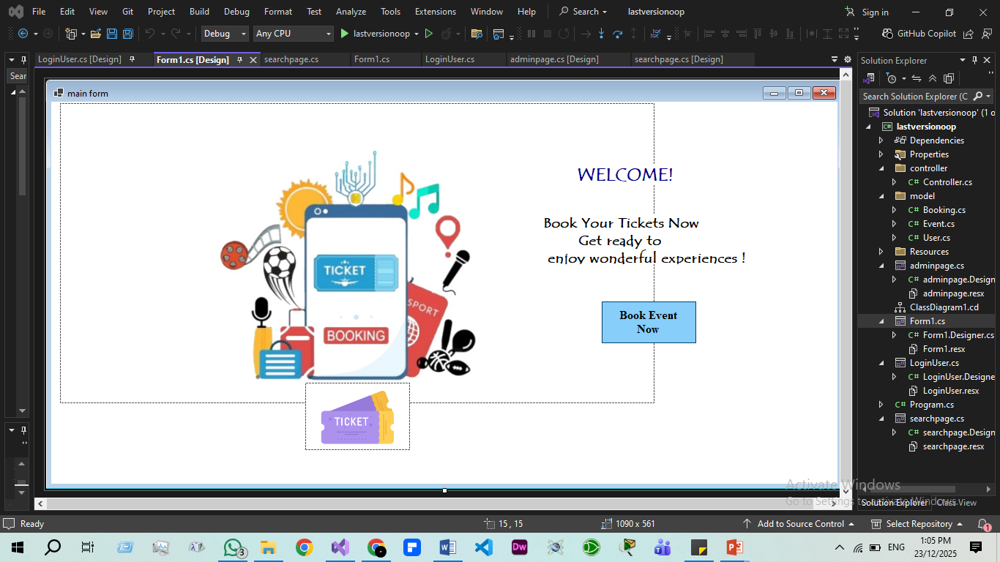 File Edit View Git Project Build Debug Format Test Analyze Tools Extensions Window Help Search lastversionoop Sign in
Debug Any CPU lastversionoop GitHub Copilot
LoginUser.cs [Design] Form1.cs [Design] searchpage.cs Form1.cs LoginUser.cs adminpage.cs [Design] searchpage.cs [Design]
Solution Explorer
Sear
Search Solution Explorer (C
main form
WELCOME!
Book Your Tickets Now
Get ready to
enjoy wonderful experiences !
Book Event
Now
TICKET
BOOKING
SPORT
TICKET
Solution 'lastversionoop' (1 o
C# lastversionoop
Dependencies
Properties
controller
C# Controller.cs
model
C# Booking.cs
C# Event.cs
C# User.cs
Resources
adminpage.cs
C# adminpage.Design
adminpage.resx
ClassDiagram1.cd
Form1.cs
C# Form1.Designer.cs
Form1.resx
LoginUser.cs
C# LoginUser.Designe
LoginUser.resx
C# Program.cs
searchpage.cs
C# searchpage.Design
searchpage.resx
Activate Windows
Go to Settings to activate Windows.
Solution Explorer Class View
Ready 15 , 15 1090 x 561 Add to Source Control Select Repository 1
3 Dw ENG 1:05 PM
23/12/2025